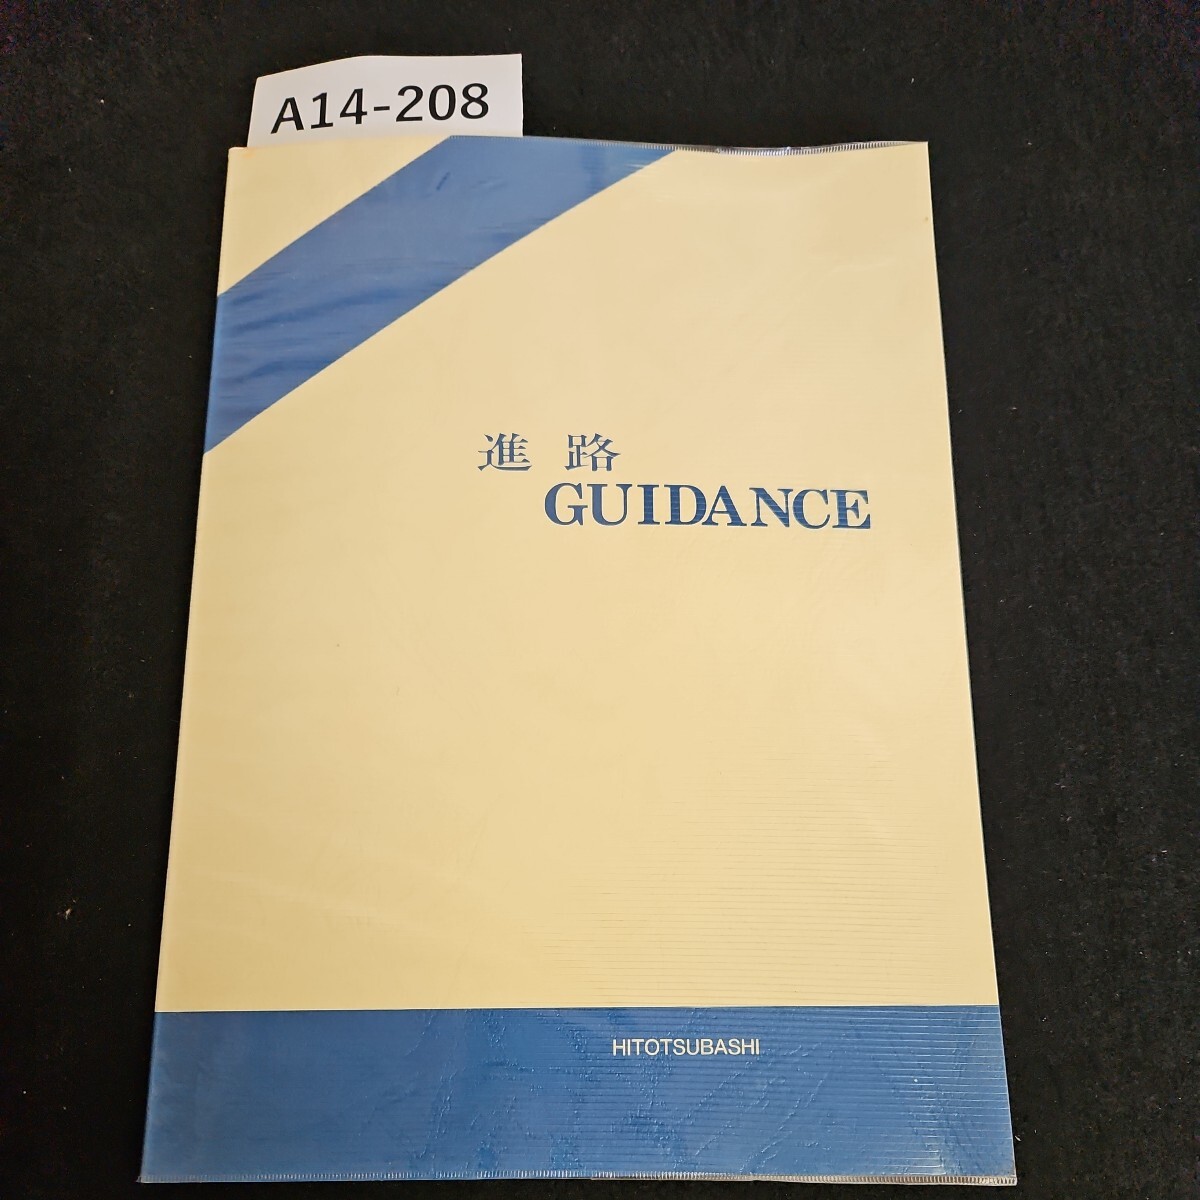 A14-208
進路
GUIDANCE
HITOTSUBASHI